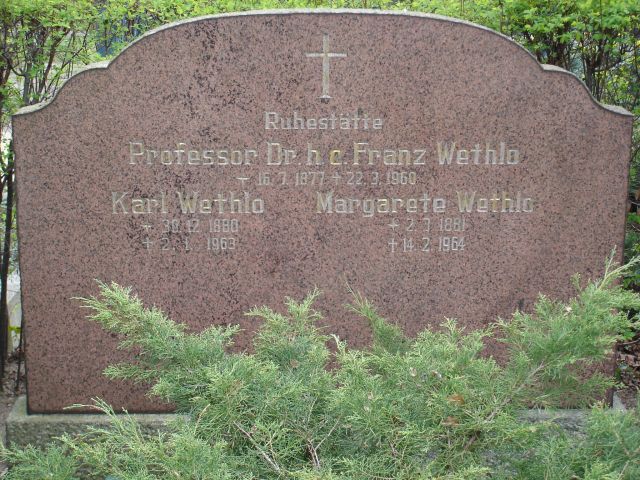 Ruhestätte
Professor Dr. h. c. Franz Wethlo
+ 16. 7. 1877 + 22. 3. 1960
Karl Wethlo
+ 30. 12. 1880
+ 2. 1. 1963
Margarete Wethlo
+ 2. 7. 1881
+ 14. 2. 1964